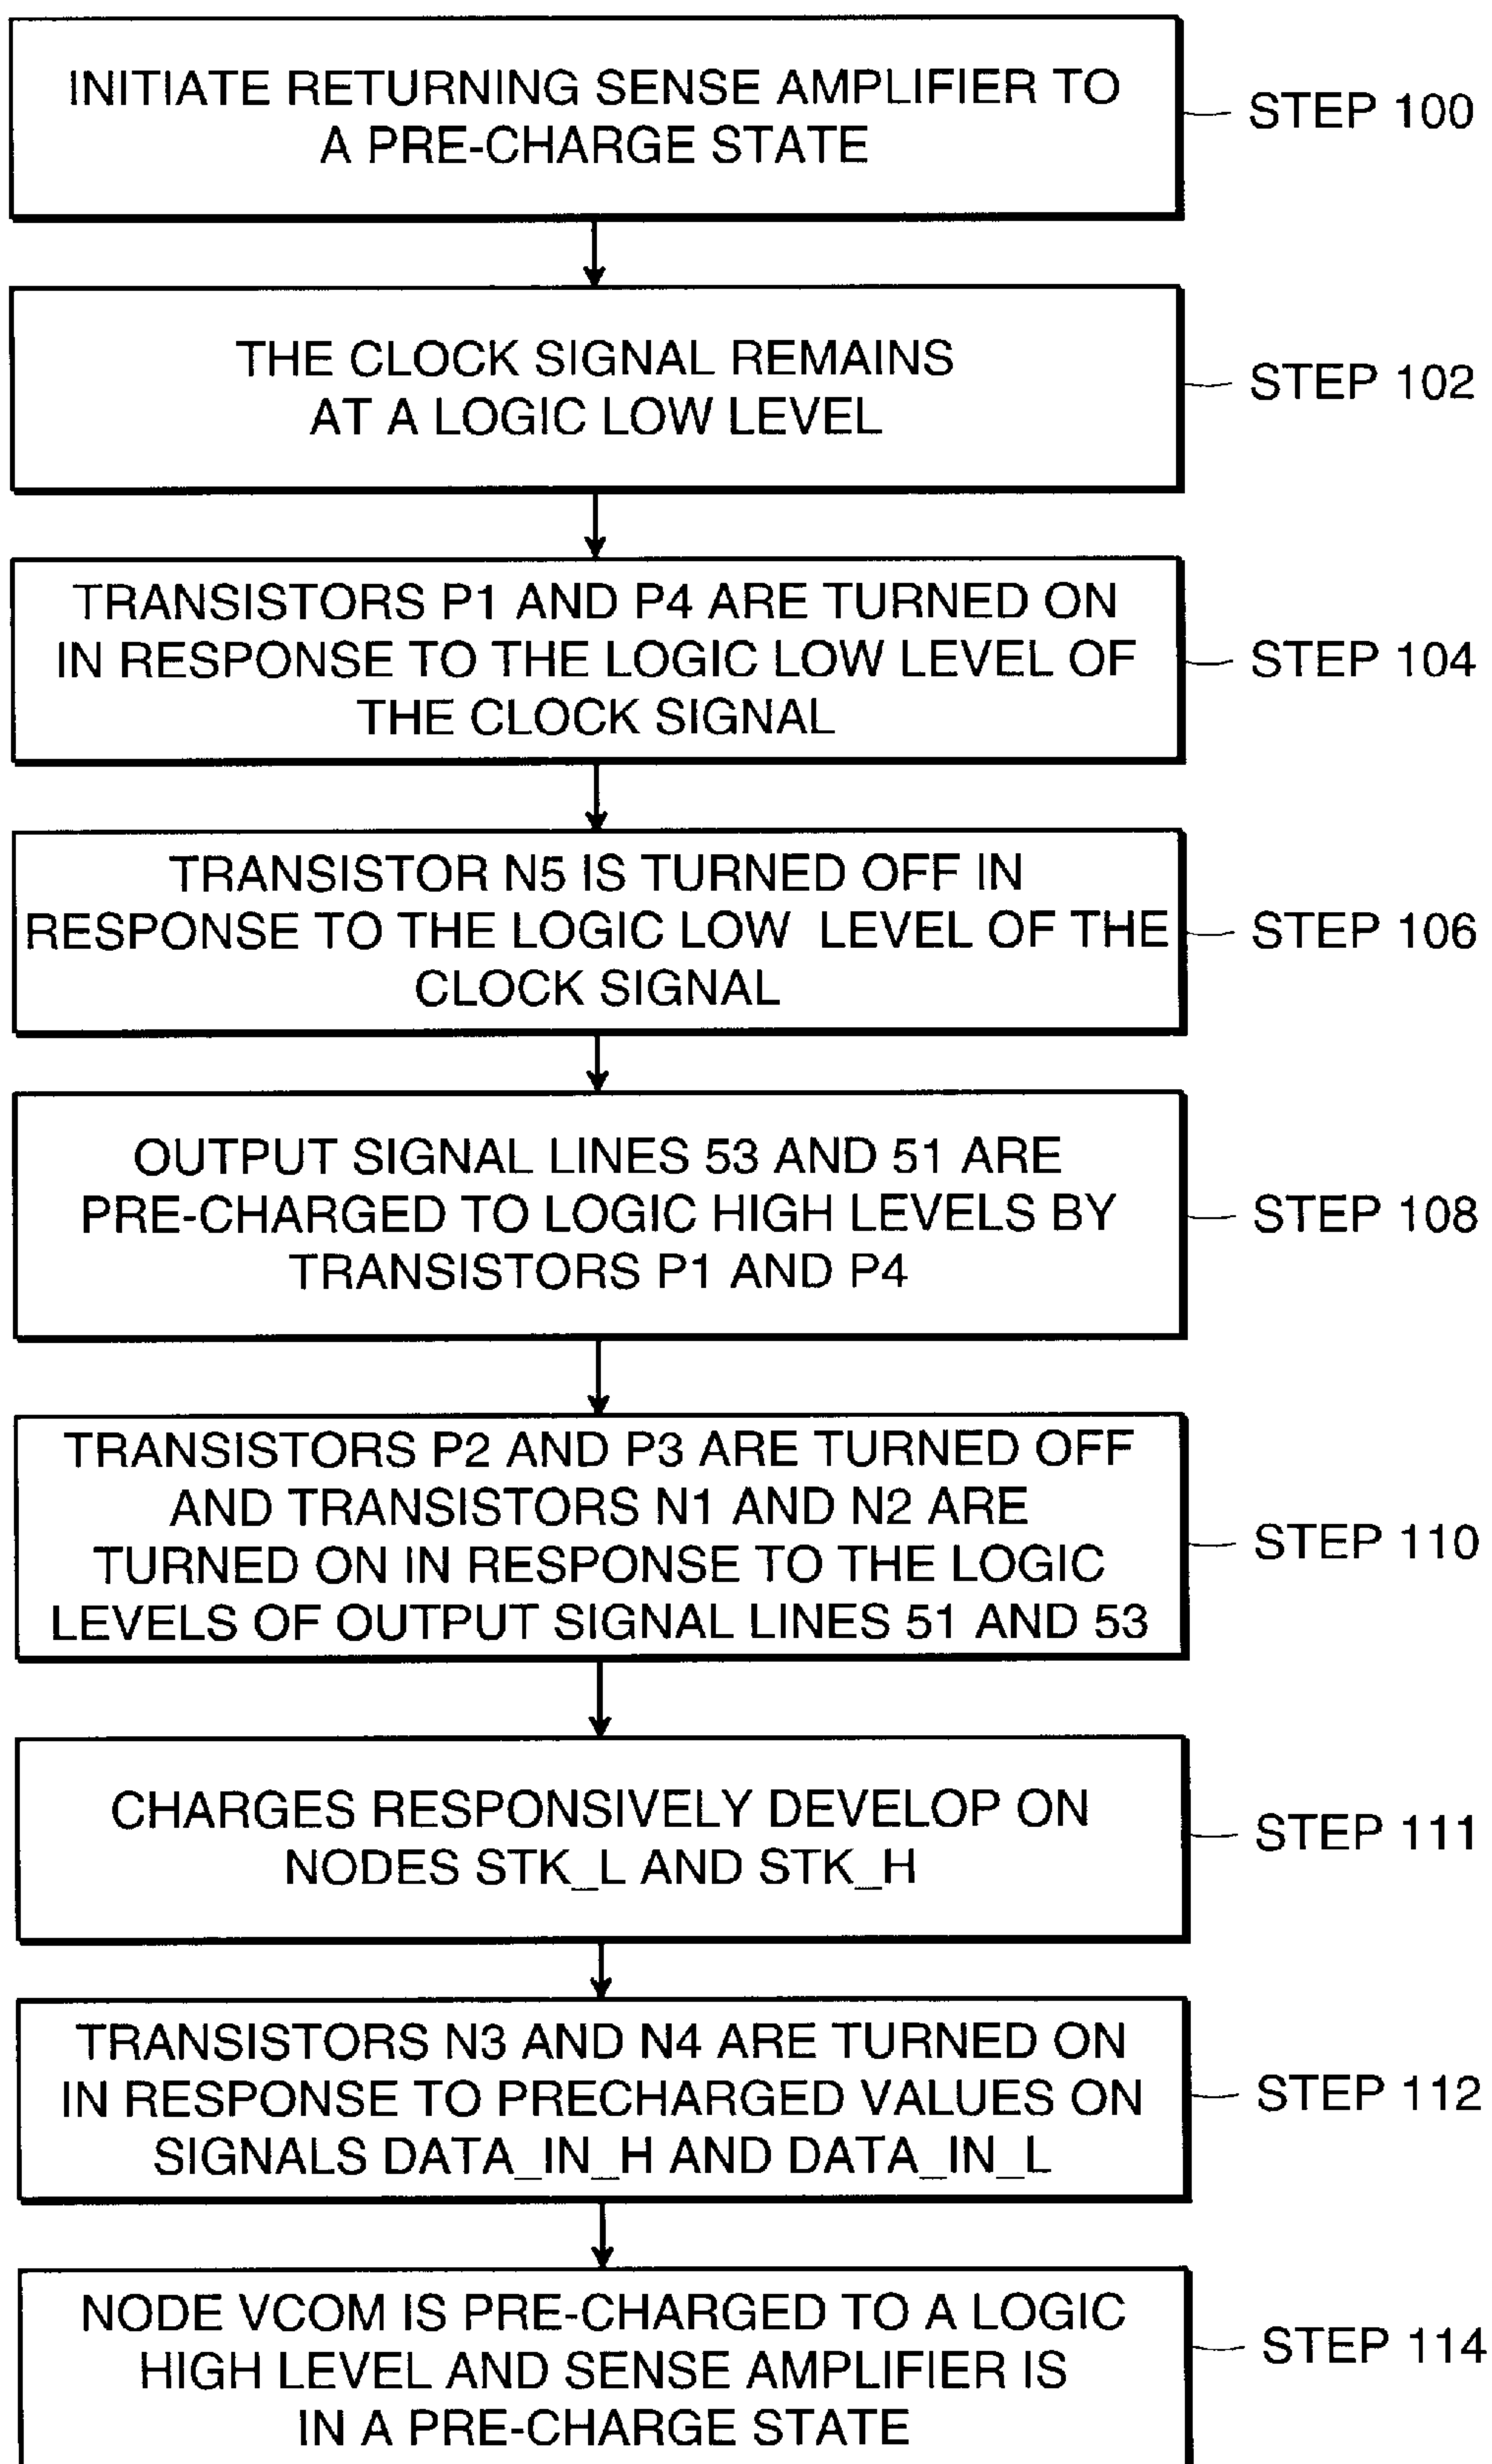 INITIATE RETURNING SENSE AMPLIFIER TO
A PRE-CHARGE STATE
STEP 100
THE CLOCK SIGNAL REMAINS
AT A LOGIC LOW LEVEL
STEP 102
TRANSISTORS P1 AND P4 ARE TURNED ON
IN RESPONSE TO THE LOGIC LOW LEVEL OF
THE CLOCK SIGNAL
STEP 104
TRANSISTOR N5 IS TURNED OFF IN
RESPONSE TO THE LOGIC LOW LEVEL OF THE
CLOCK SIGNAL
STEP 106
OUTPUT SIGNAL LINES 53 AND 51 ARE
PRE-CHARGED TO LOGIC HIGH LEVELS BY
TRANSISTORS P1 AND P4
STEP 108
TRANSISTORS P2 AND P3 ARE TURNED OFF
AND TRANSISTORS N1 AND N2 ARE
TURNED ON IN RESPONSE TO THE LOGIC
LEVELS OF OUTPUT SIGNAL LINES 51 AND 53
STEP 110
CHARGES RESPONSIVELY DEVELOP ON
NODES STK_L AND STK_H
STEP 111
TRANSISTORS N3 AND N4 ARE TURNED ON
IN RESPONSE TO PRECHARGED VALUES ON
SIGNALS DATA_IN_H AND DATA_IN_L
STEP 112
NODE VCOM IS PRE-CHARGED TO A LOGIC
HIGH LEVEL AND SENSE AMPLIFIER IS
IN A PRE-CHARGE STATE
STEP 114